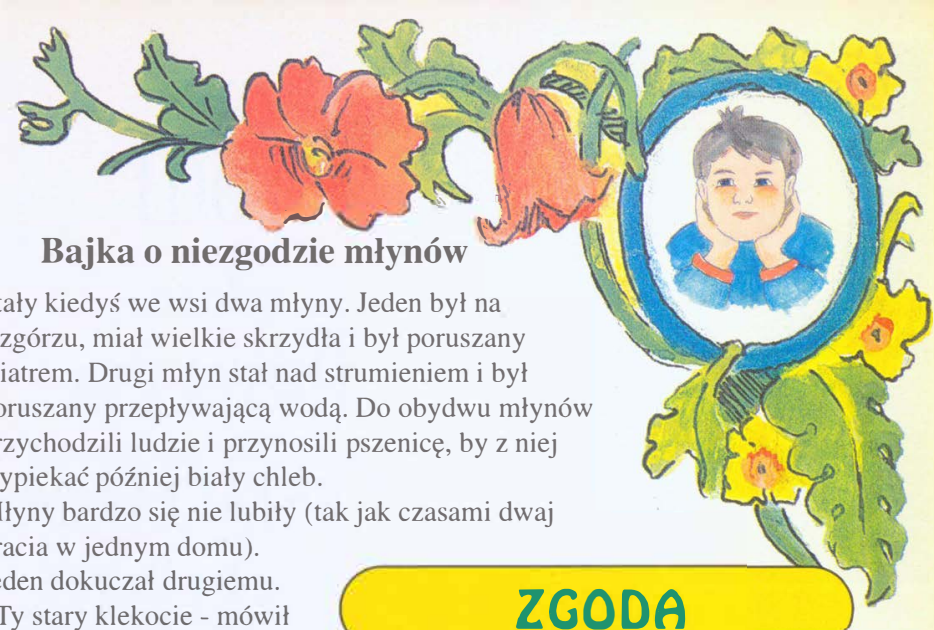 Bajka o niezgodzie młynów
tały kiedyś we wsi dwa młyny. Jeden był na
zgórzu, miał wielkie skrzydła i był poruszany
iatrem. Drugi młyn stał nad strumieniem i był
oruszany przepływającą wodą. Do obydwu młynów
rzychodzili ludzie i przynosili pszenicę, by z niej
ypiekać później biały chleb.
łyny bardzo się nie lubiły (tak jak czasami dwaj
racia w jednym domu).
eden dokuczał drugiemu.
Ty stary klekocie - mówił
ZGODA